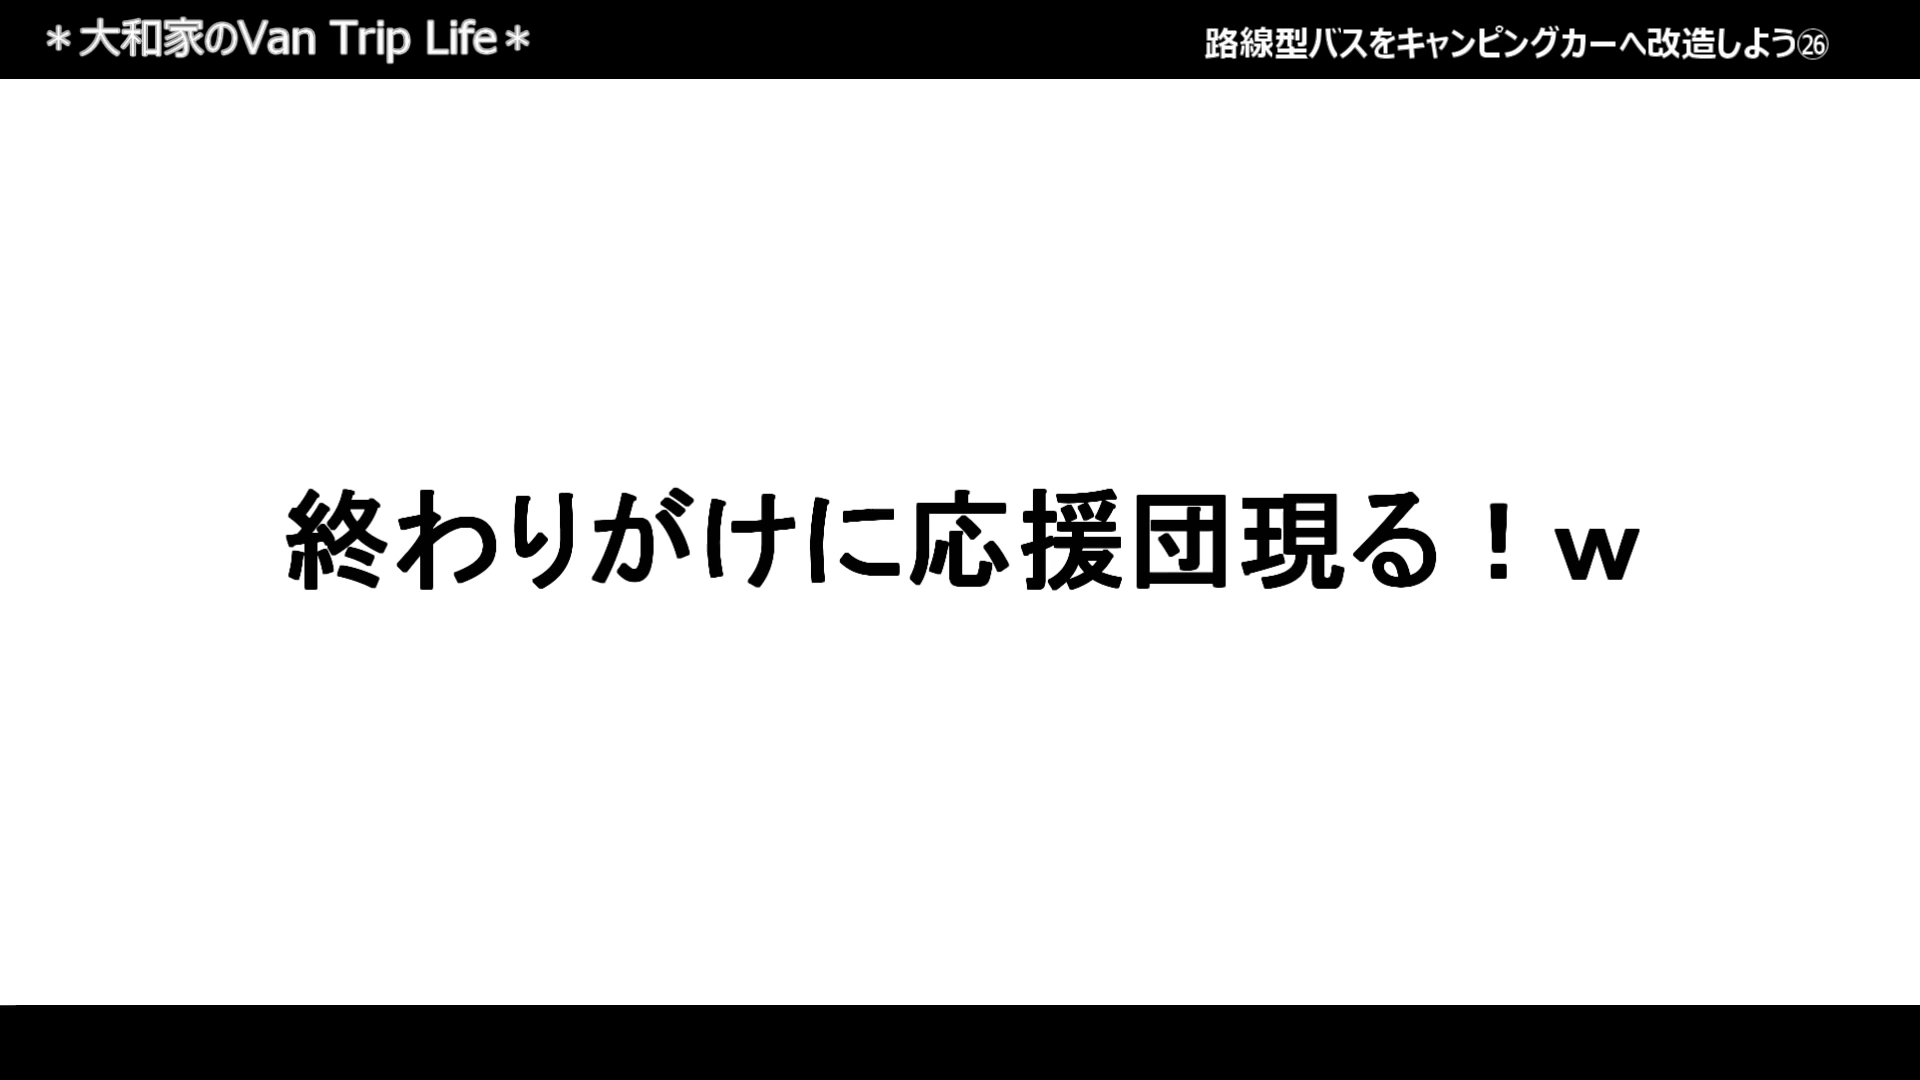 ＊大和家のVan Trip Life＊
路線型バスをキャンピングカーへ改造しよう㉖
終わりがけに応援団現る！w